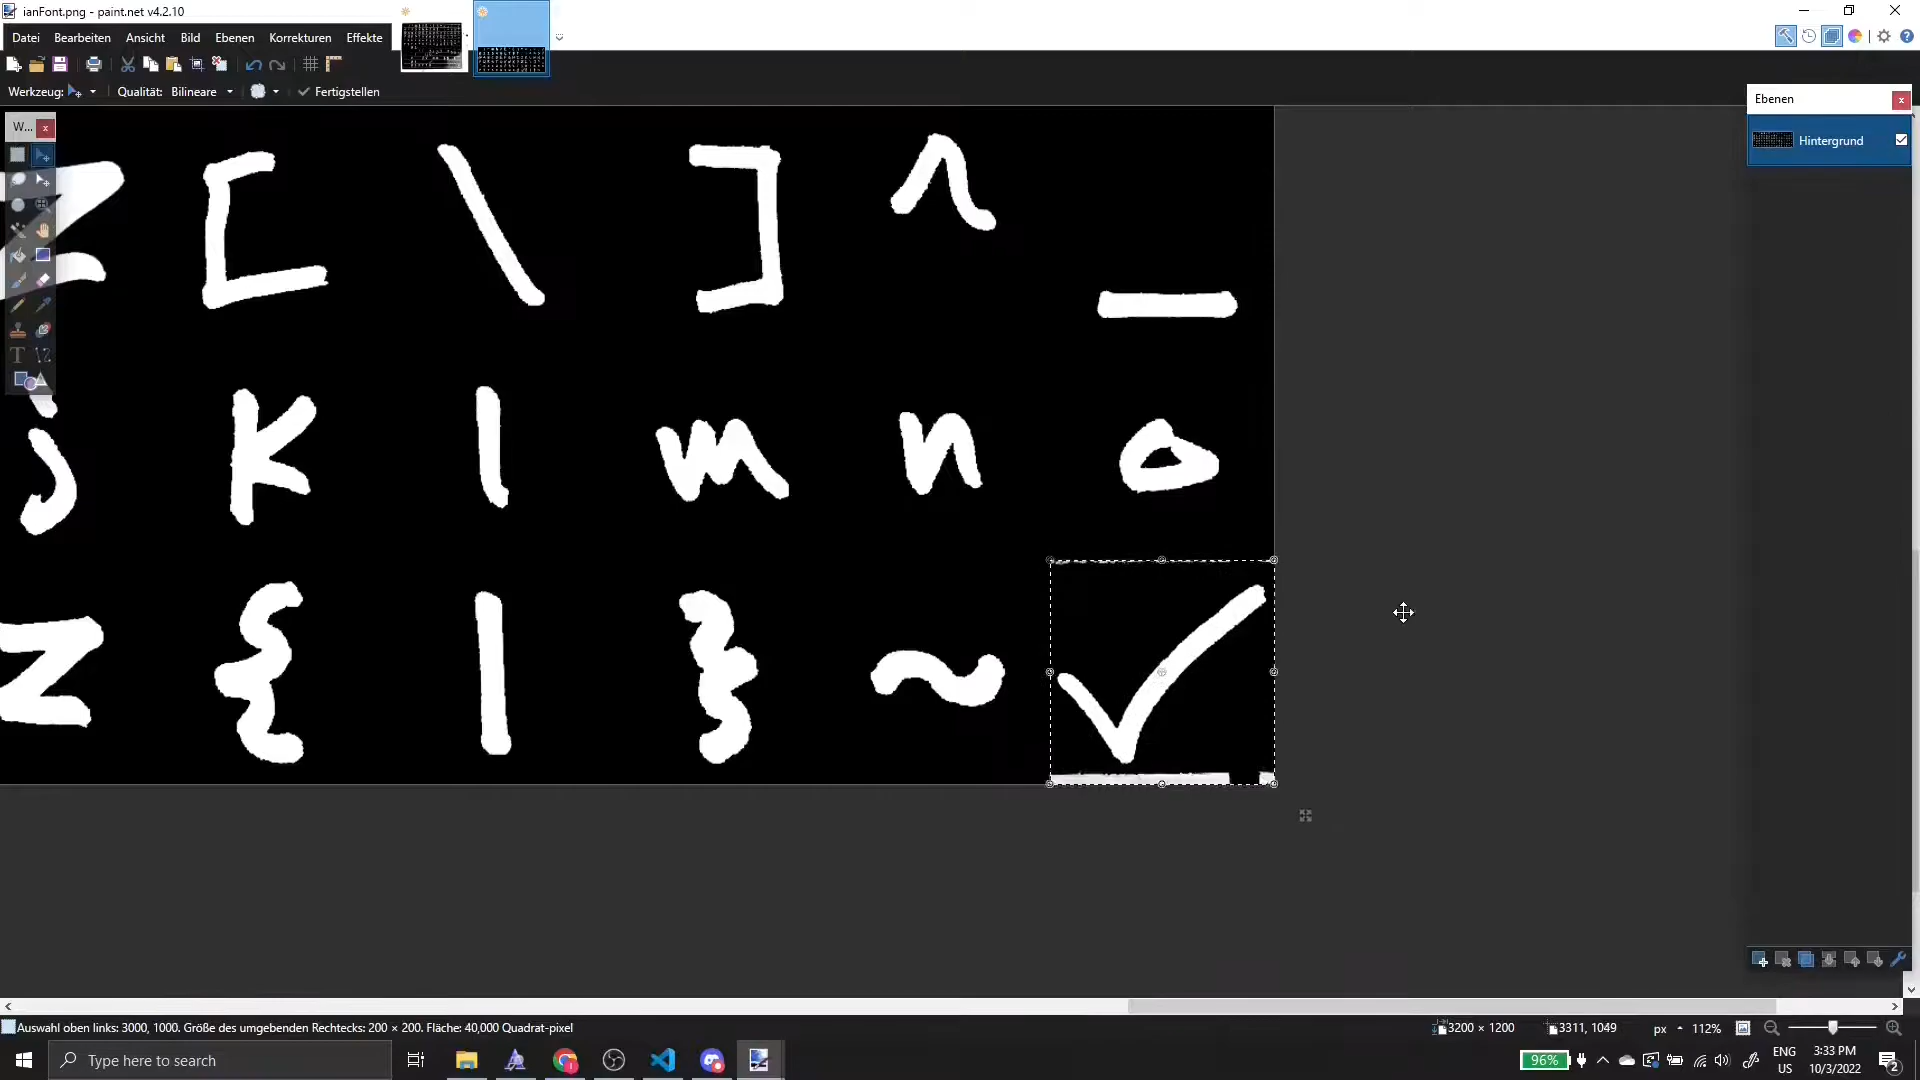 ianFont.png - paint.net v4.2.10
Datei Bearbeiten Ansicht Bild Ebenen Korrekturen Effekte
Werkzeug: Qualität: Bilineare Fertigstellen
W...
Ebenen
Hintergrund
Z [ \ ] ^ _
j k l m n o
z { | } ~ ✓
Auswahl oben links: 3000, 1000. Größe des umgebenden Rechtecks: 200 × 200. Fläche: 40,000 Quadrat-pixel
3200 × 1200 3311, 1049 px 112%
Type here to search
96% ENG US 3:33 PM 10/3/2022 2